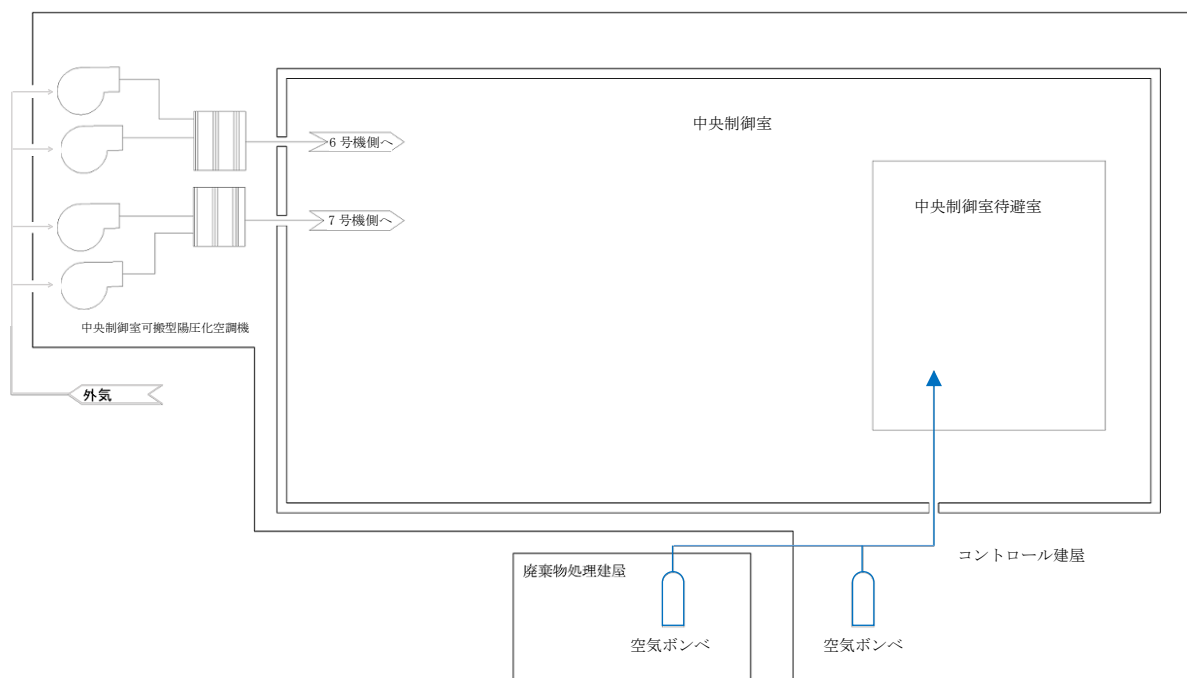 中央制御室
6 号機側へ
中央制御室待避室
7 号機側へ
中央制御室可搬型陽圧化空調機
外気
コントロール建屋
廃棄物処理建屋
空気ボンベ
空気ボンベ